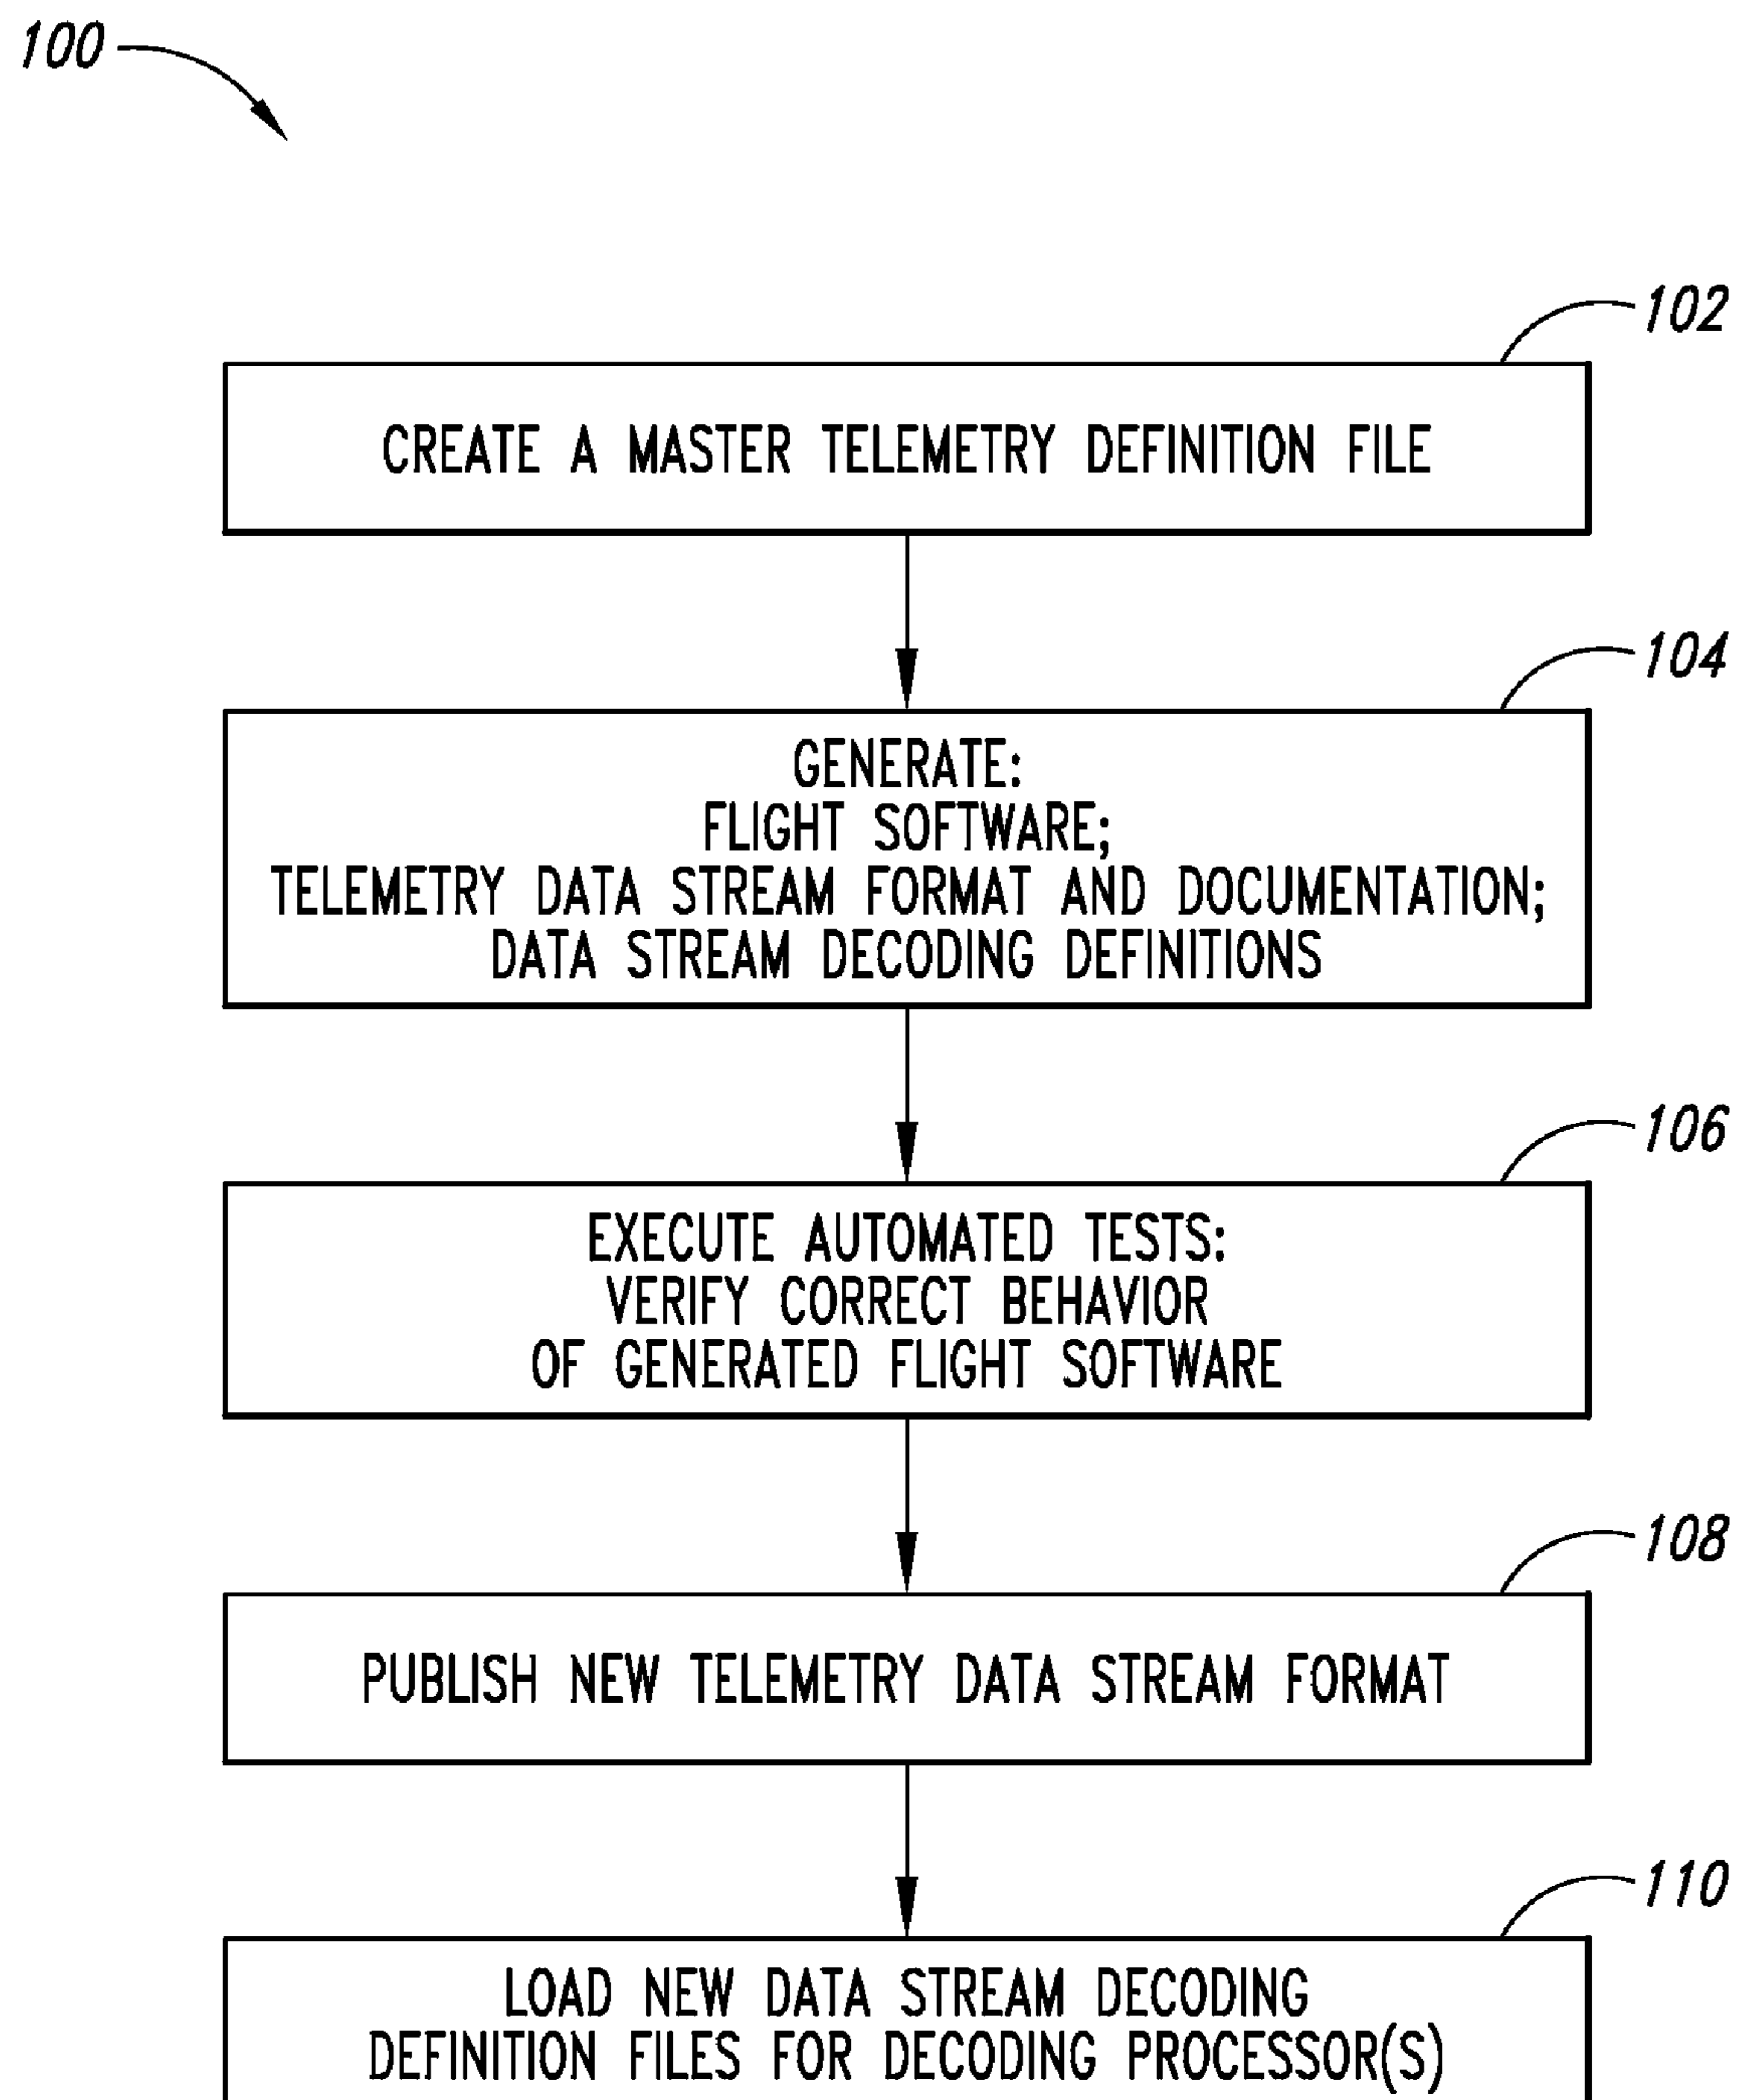 100
102
CREATE A MASTER TELEMETRY DEFINITION FILE
104
GENERATE:
FLIGHT SOFTWARE;
TELEMETRY DATA STREAM FORMAT AND DOCUMENTATION;
DATA STREAM DECODING DEFINITIONS
106
EXECUTE AUTOMATED TESTS:
VERIFY CORRECT BEHAVIOR
OF GENERATED FLIGHT SOFTWARE
108
PUBLISH NEW TELEMETRY DATA STREAM FORMAT
110
LOAD NEW DATA STREAM DECODING
DEFINITION FILES FOR DECODING PROCESSOR(S)